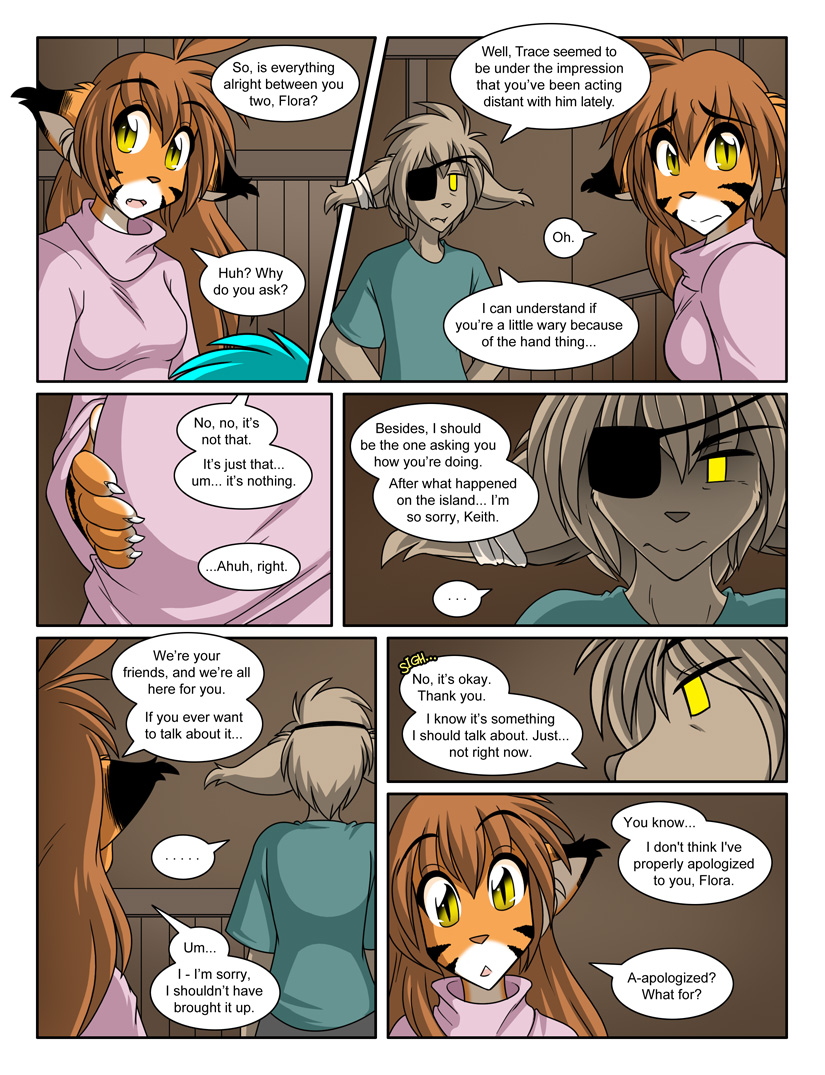 So, is everything
alright between you
two, Flora?
Huh? Why
do you ask?
Well, Trace seemed to
be under the impression
that you've been acting
distant with him lately.
Oh.
I can understand if
you're a little wary because
of the hand thing...
No, no, it's
not that.
It's just that...
um... it's nothing.
...Ahuh, right.
Besides, I should
be the one asking you
how you're doing.
After what happened
on the island... I'm
so sorry, Keith.
. . .
We're your
friends, and we're all
here for you.
If you ever want
to talk about it...
. . . . .
Um...
I - I'm sorry,
I shouldn't have
brought it up.
SIGH...
No, it's okay.
Thank you.
I know it's something
I should talk about. Just...
not right now.
You know...
I don't think I've
properly apologized
to you, Flora.
A-apologized?
What for?